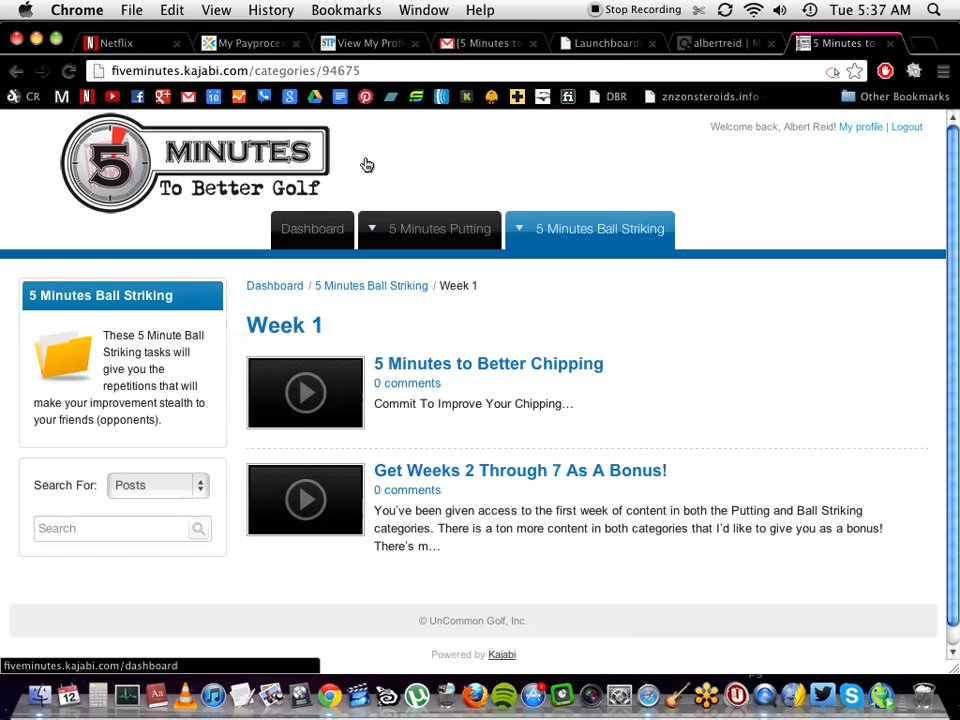 Chrome File Edit View History Bookmarks Window Help Stop Recording Tue 5:37 AM
Netflix My Payproces View My Prof [5 Minutes to Launchboard albertreid | M 5 Minutes to
fiveminutes.kajabi.com/categories/94675
CR DBR znzonsteroids.info Other Bookmarks
5 MINUTES
To Better Golf
Welcome back, Albert Reid! My profile | Logout
Dashboard 5 Minutes Putting 5 Minutes Ball Striking
5 Minutes Ball Striking
These 5 Minute Ball
Striking tasks will
give you the
repetitions that will
make your improvement stealth to
your friends (opponents).
Search For: Posts
Search
Dashboard / 5 Minutes Ball Striking / Week 1
Week 1
5 Minutes to Better Chipping
0 comments
Commit To Improve Your Chipping…
Get Weeks 2 Through 7 As A Bonus!
0 comments
You've been given access to the first week of content in both the Putting and Ball Striking
categories. There is a ton more content in both categories that I'd like to give you as a bonus!
There's m…
© UnCommon Golf, Inc.
Powered by Kajabi
fiveminutes.kajabi.com/dashboard